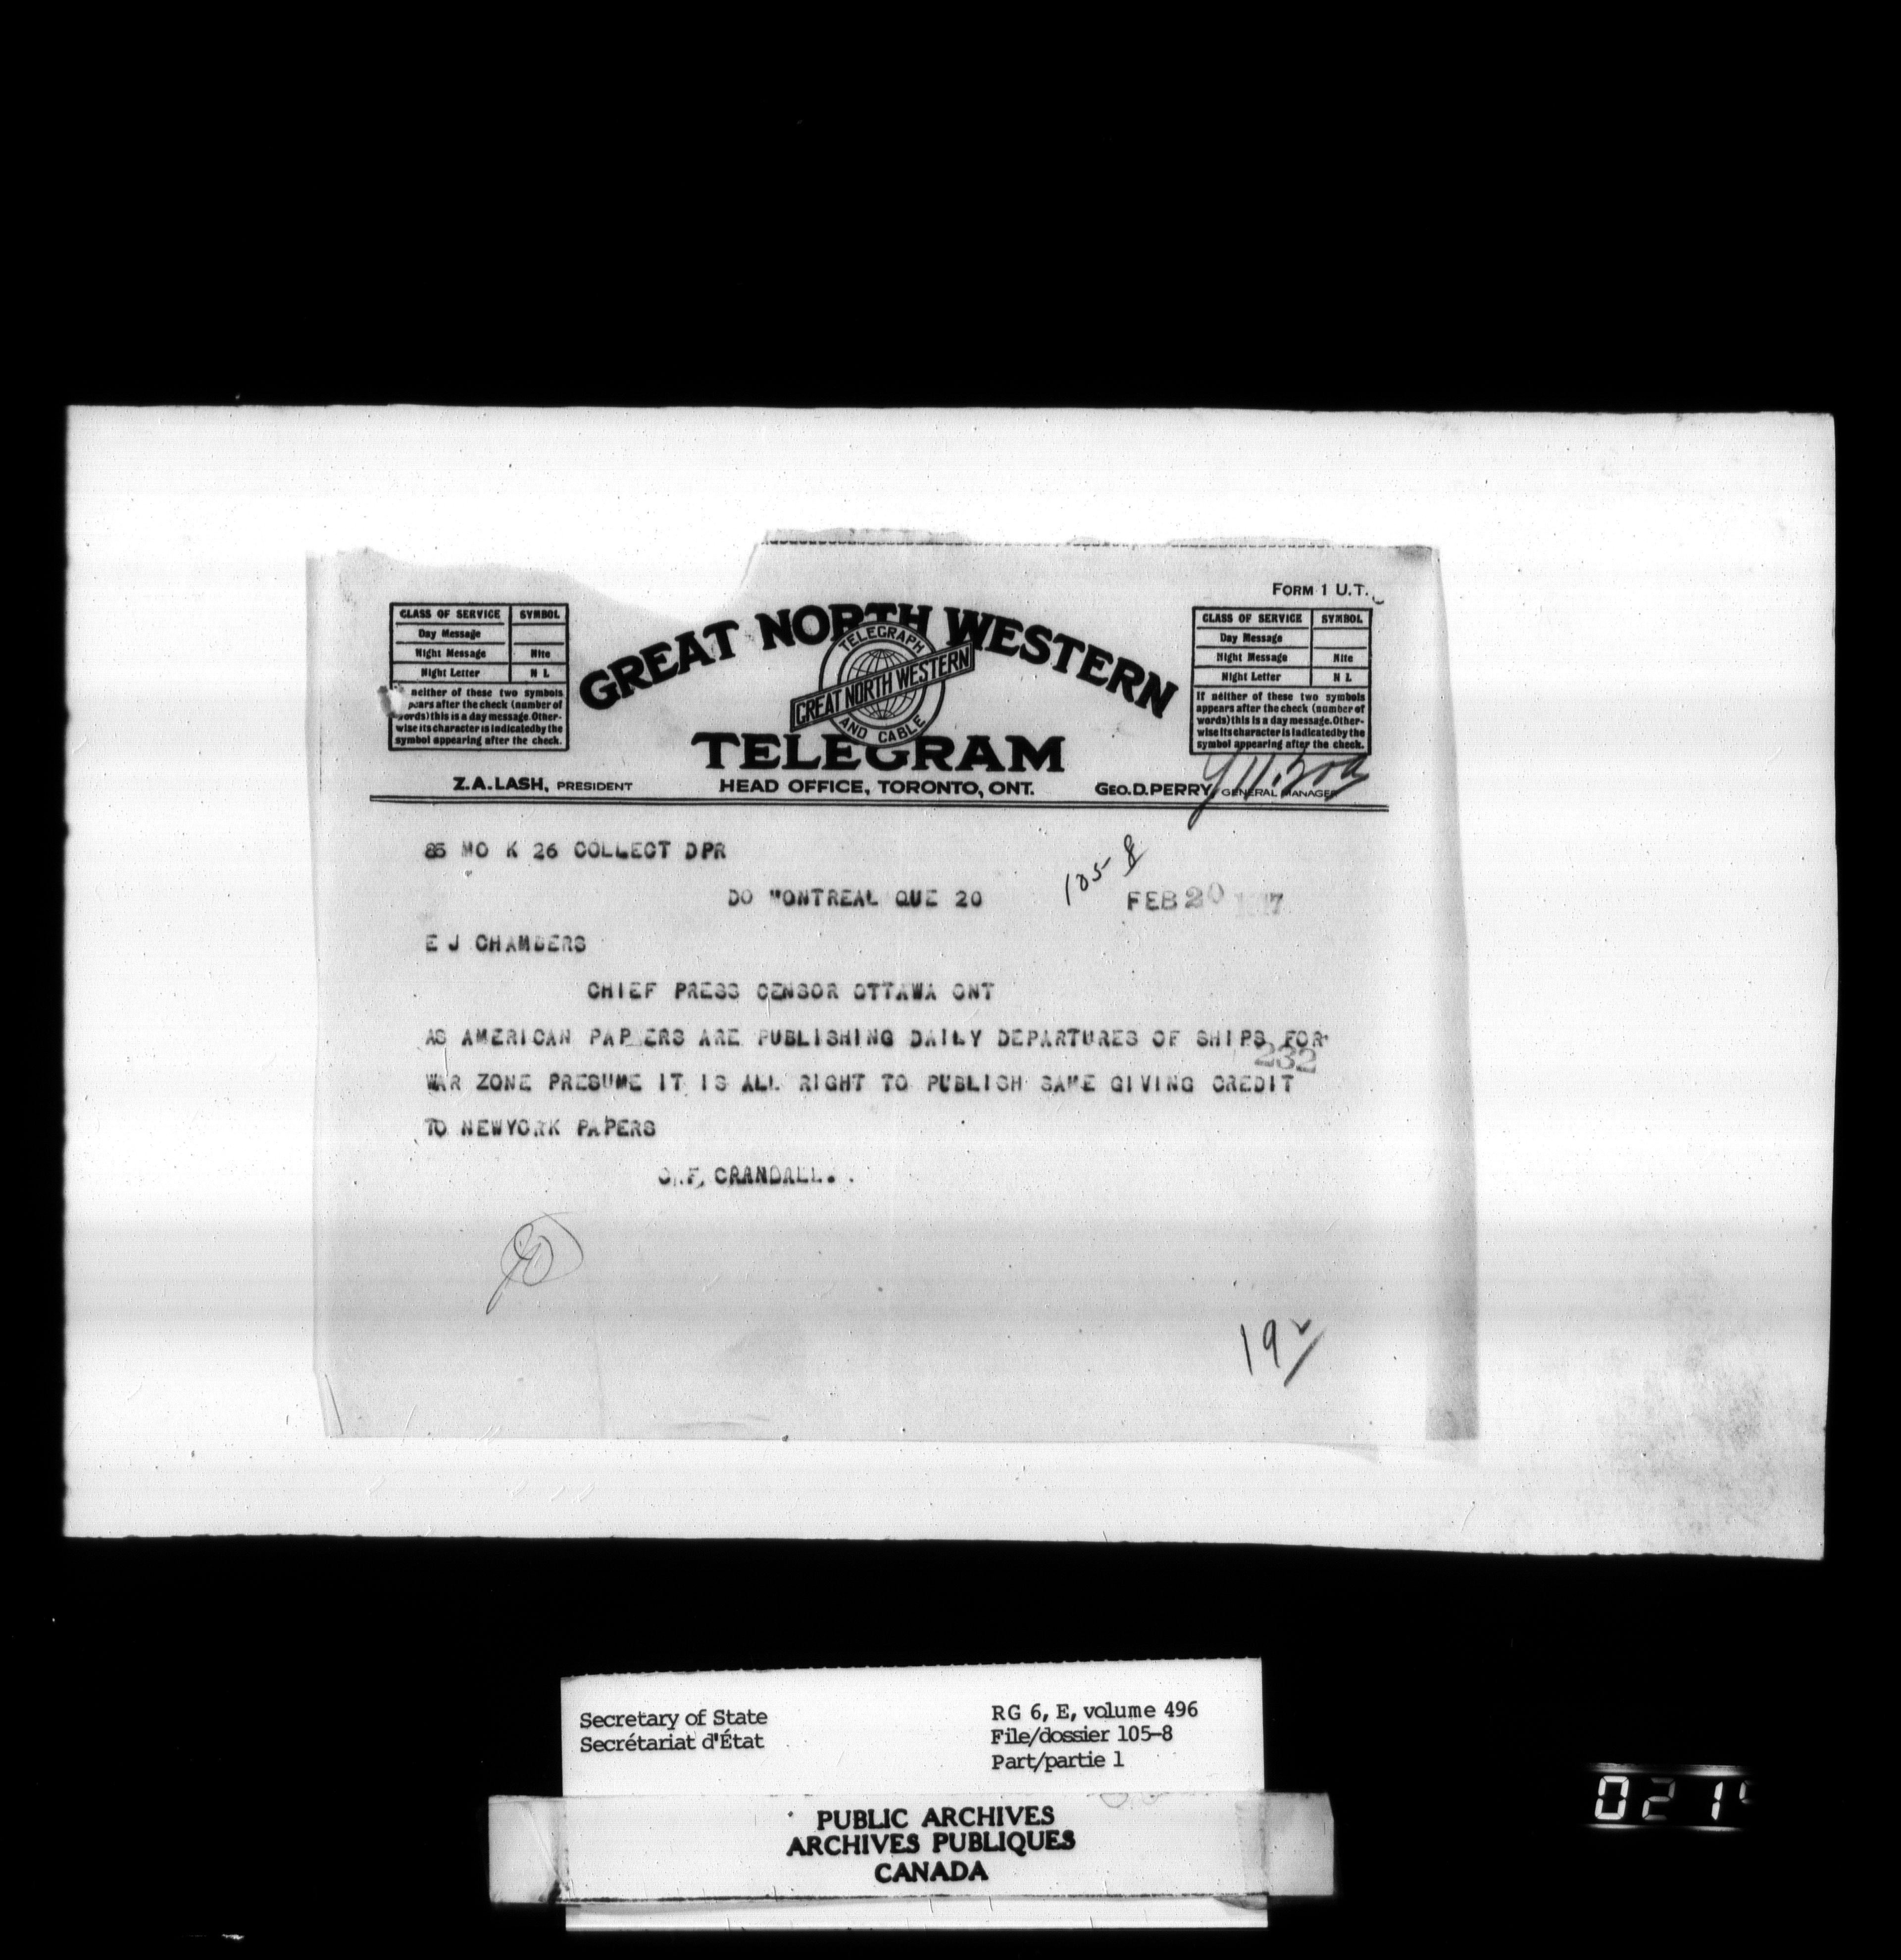 FORM 1 U.T.
CLASS OF SERVICE SYMBOL
Day Message
Night Message Nite
Night Letter N L
neither of these two symbols
pears after the check (number of
words) this is a day message. Other-
wise its character is indicated by the
symbol appearing after the check.
GREAT NORTH WESTERN
TELEGRAPH
GREAT NORTH WESTERN
AND CABLE
TELEGRAM
CLASS OF SERVICE SYMBOL
Day Message
Night Message Nite
Night Letter N L
If neither of these two symbols
appears after the check (number of
words) this is a day message. Other-
wise its character is indicated by the
symbol appearing after the check.
Z.A. LASH, PRESIDENT HEAD OFFICE, TORONTO, ONT. GEO. D. PERRY, GENERAL MANAGER
85 MO K 26 COLLECT DPR
105-8
DO MONTREAL QUE 20 FEB 20 1917
E J CHAMBERS
CHIEF PRESS CENSOR OTTAWA ONT
AS AMERICAN PAPERS ARE PUBLISHING DAILY DEPARTURES OF SHIPS FOR
232
WAR ZONE PRESUME IT IS ALL RIGHT TO PUBLISH SAME GIVING CREDIT
TO NEWYORK PAPERS
C.F, CRANDALL..
19
Secretary of State
Secrétariat d'État
RG 6, E, volume 496
File/dossier 105-8
Part/partie 1
PUBLIC ARCHIVES
ARCHIVES PUBLIQUES
CANADA
021